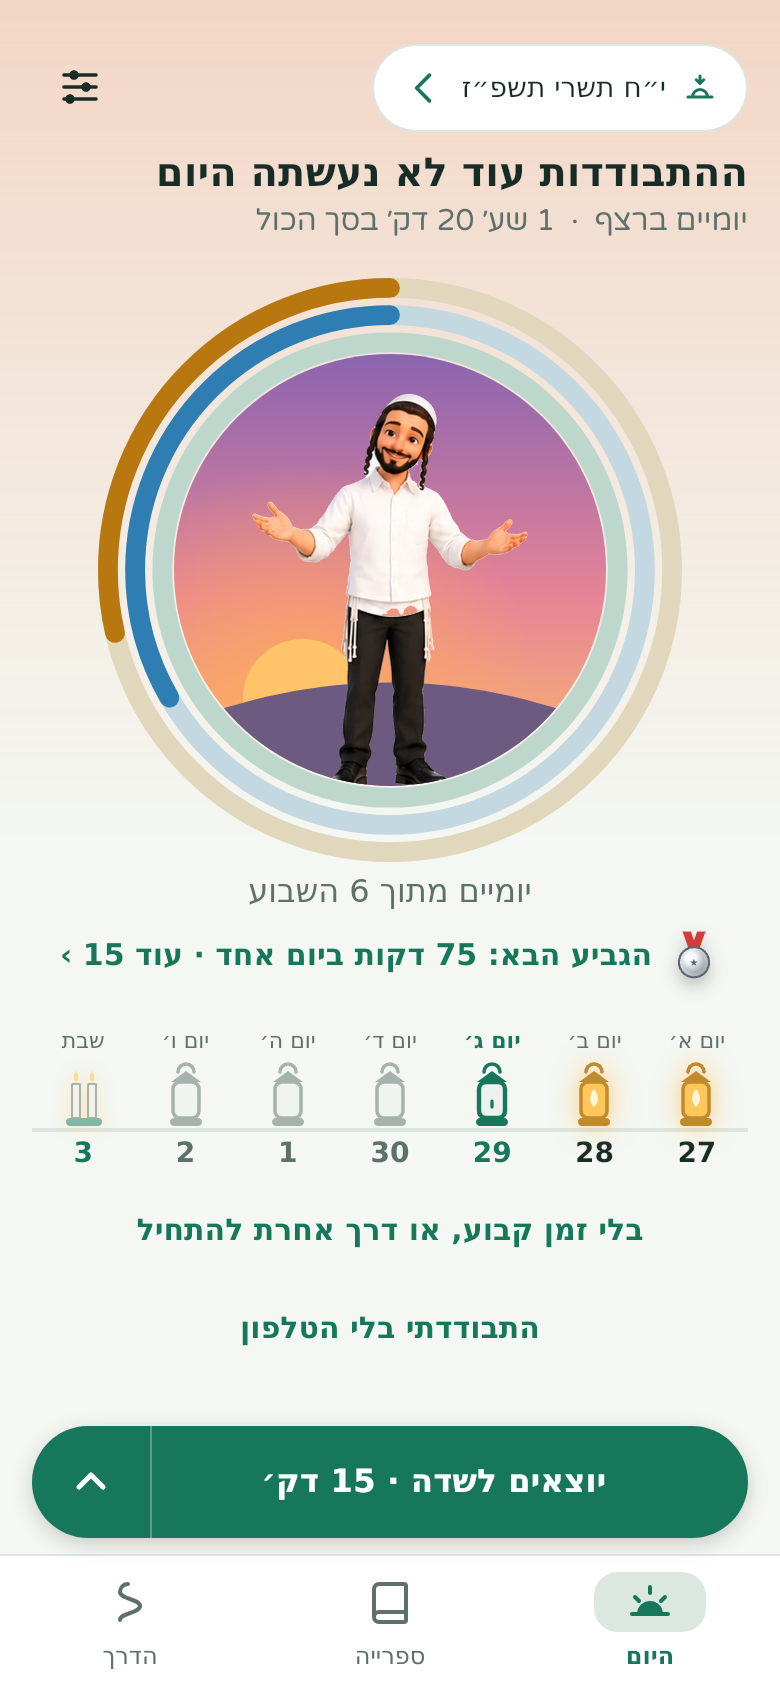 י״ח תשרי תשפ״ז
ההתבודדות עוד לא נעשתה היום
יומיים ברצף · 1 שע׳ 20 דק׳ בסך הכול
יומיים מתוך 6 השבוע
הגביע הבא: 75 דקות ביום אחד · עוד 15 ›
יום א׳ יום ב׳ יום ג׳ יום ד׳ יום ה׳ יום ו׳ שבת
27 28 29 30 1 2 3
בלי זמן קבוע, או דרך אחרת להתחיל
התבודדתי בלי הטלפון
יוצאים לשדה · 15 דק׳
היום ספרייה הדרך